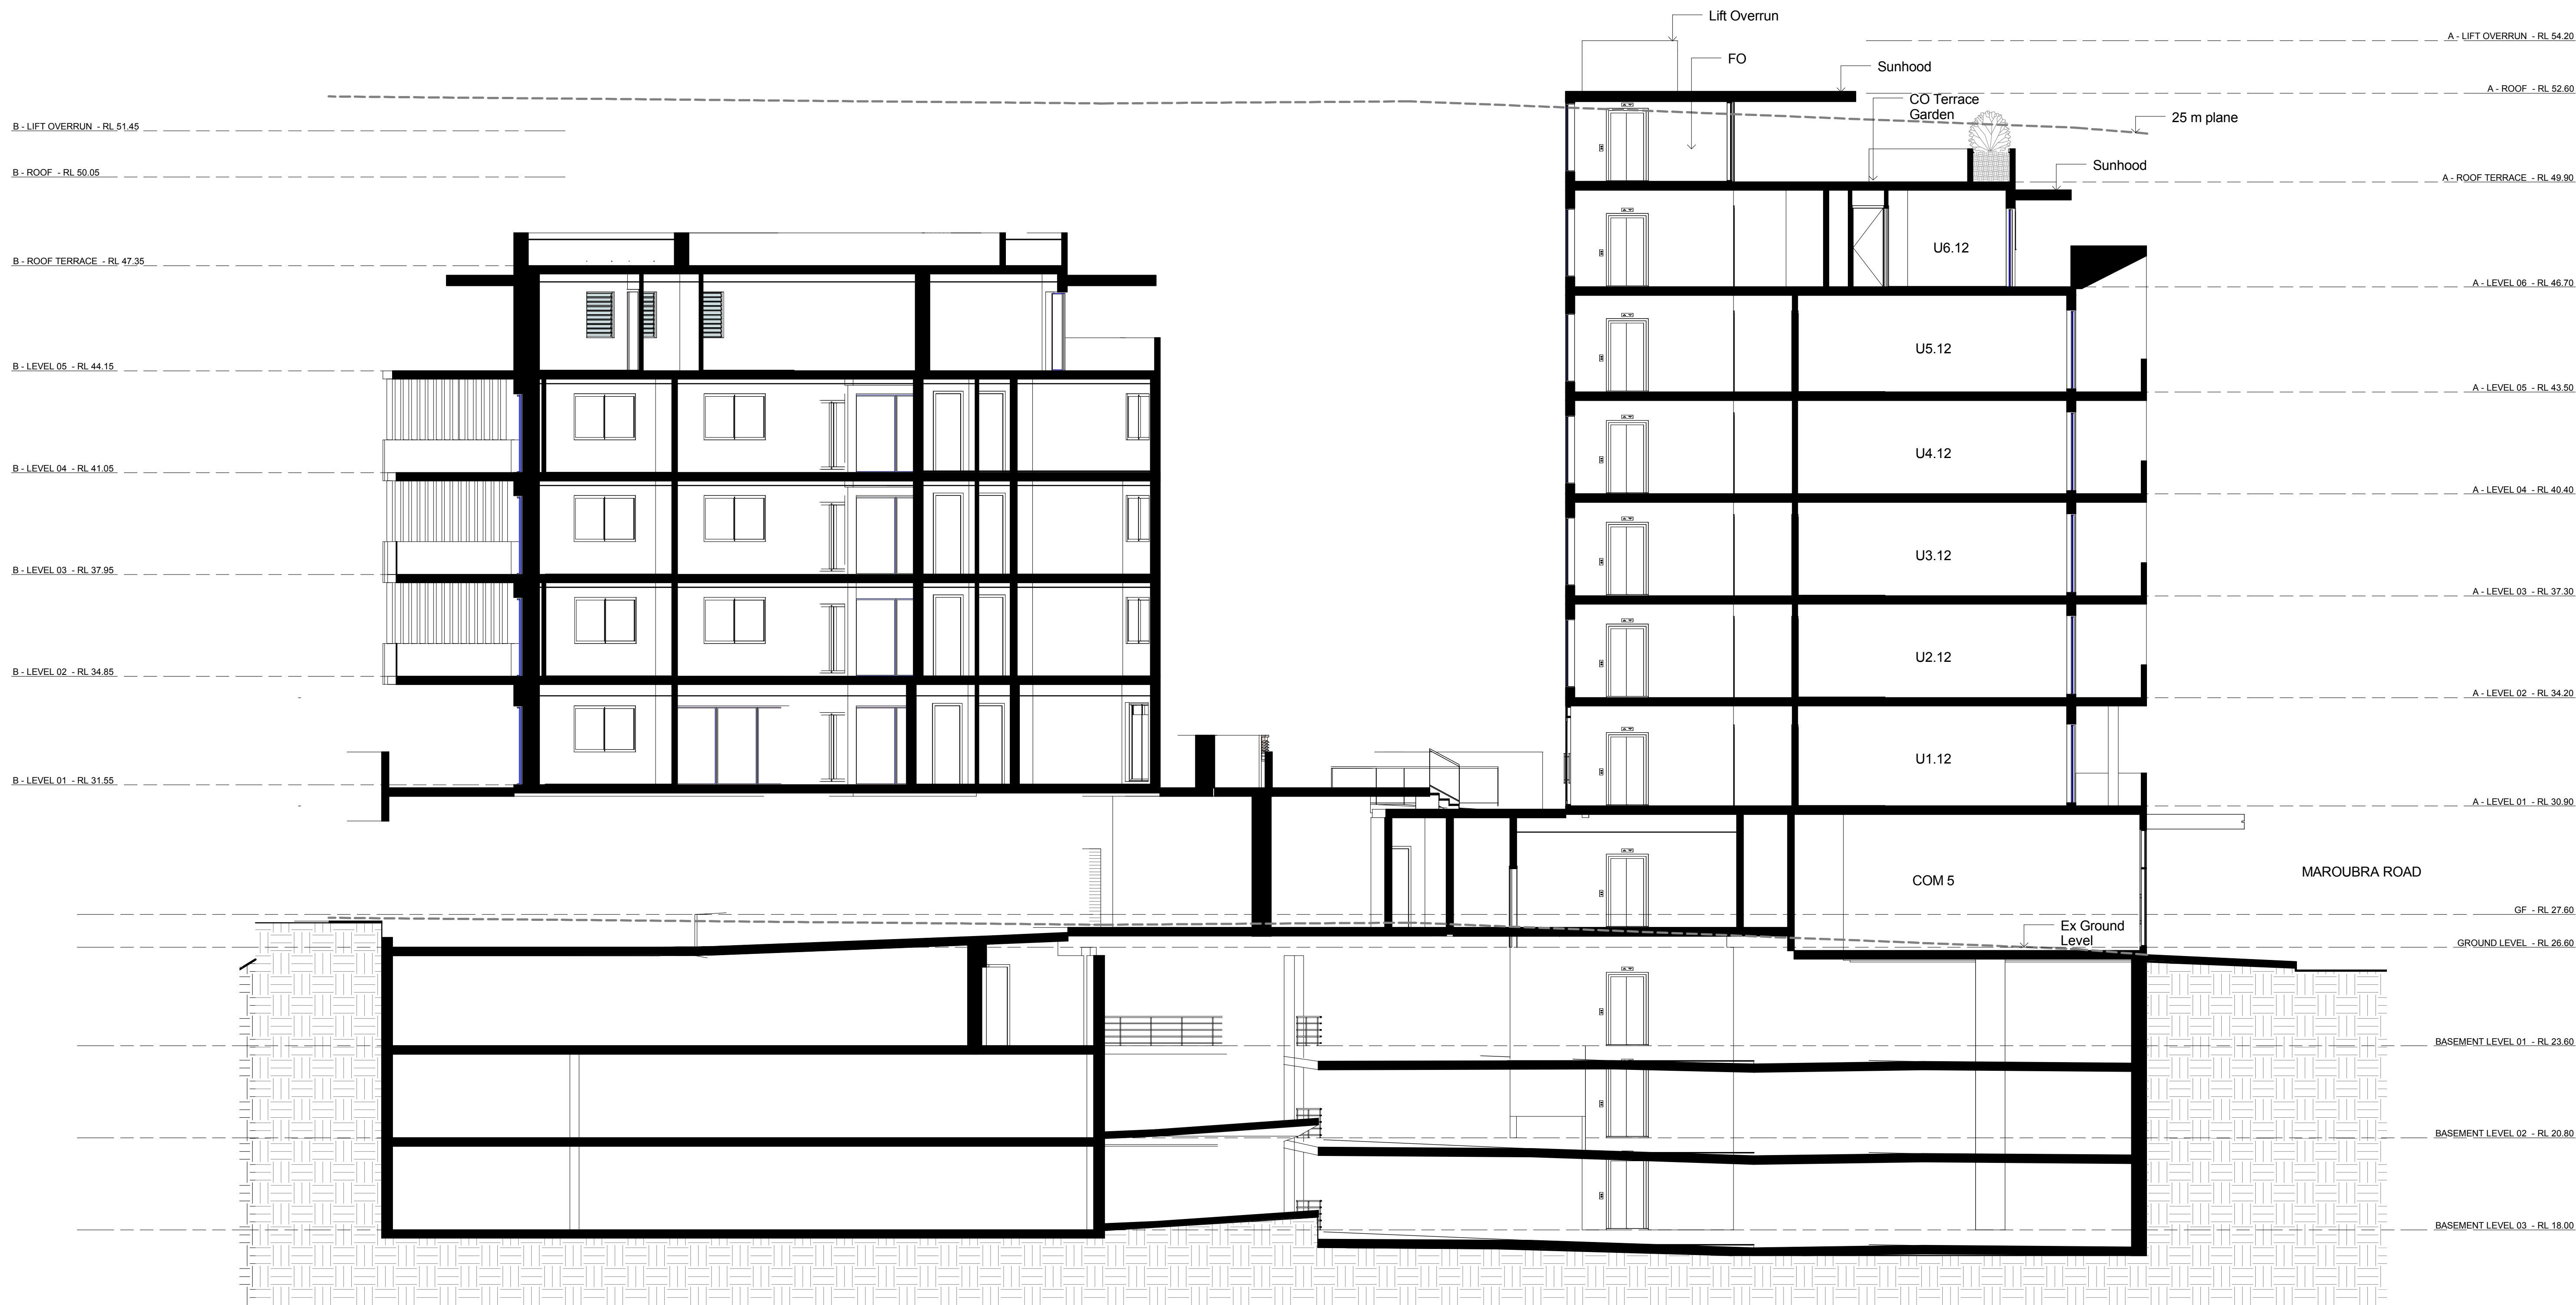 Lift Overrun
A - LIFT OVERRUN - RL 54.20
FO
Sunhood
A - ROOF - RL 52.60
CO Terrace
Garden
25 m plane
B - LIFT OVERRUN - RL 51.45
Sunhood
B - ROOF - RL 50.05
A - ROOF TERRACE - RL 49.90
U6.12
B - ROOF TERRACE - RL 47.35
A - LEVEL 06 - RL 46.70
U5.12
B - LEVEL 05 - RL 44.15
A - LEVEL 05 - RL 43.50
U4.12
B - LEVEL 04 - RL 41.05
A - LEVEL 04 - RL 40.40
U3.12
B - LEVEL 03 - RL 37.95
A - LEVEL 03 - RL 37.30
U2.12
B - LEVEL 02 - RL 34.85
A - LEVEL 02 - RL 34.20
U1.12
B - LEVEL 01 - RL 31.55
A - LEVEL 01 - RL 30.90
MAROUBRA ROAD
COM 5
GF - RL 27.60
Ex Ground
Level
GROUND LEVEL - RL 26.60
BASEMENT LEVEL 01 - RL 23.60
BASEMENT LEVEL 02 - RL 20.80
BASEMENT LEVEL 03 - RL 18.00